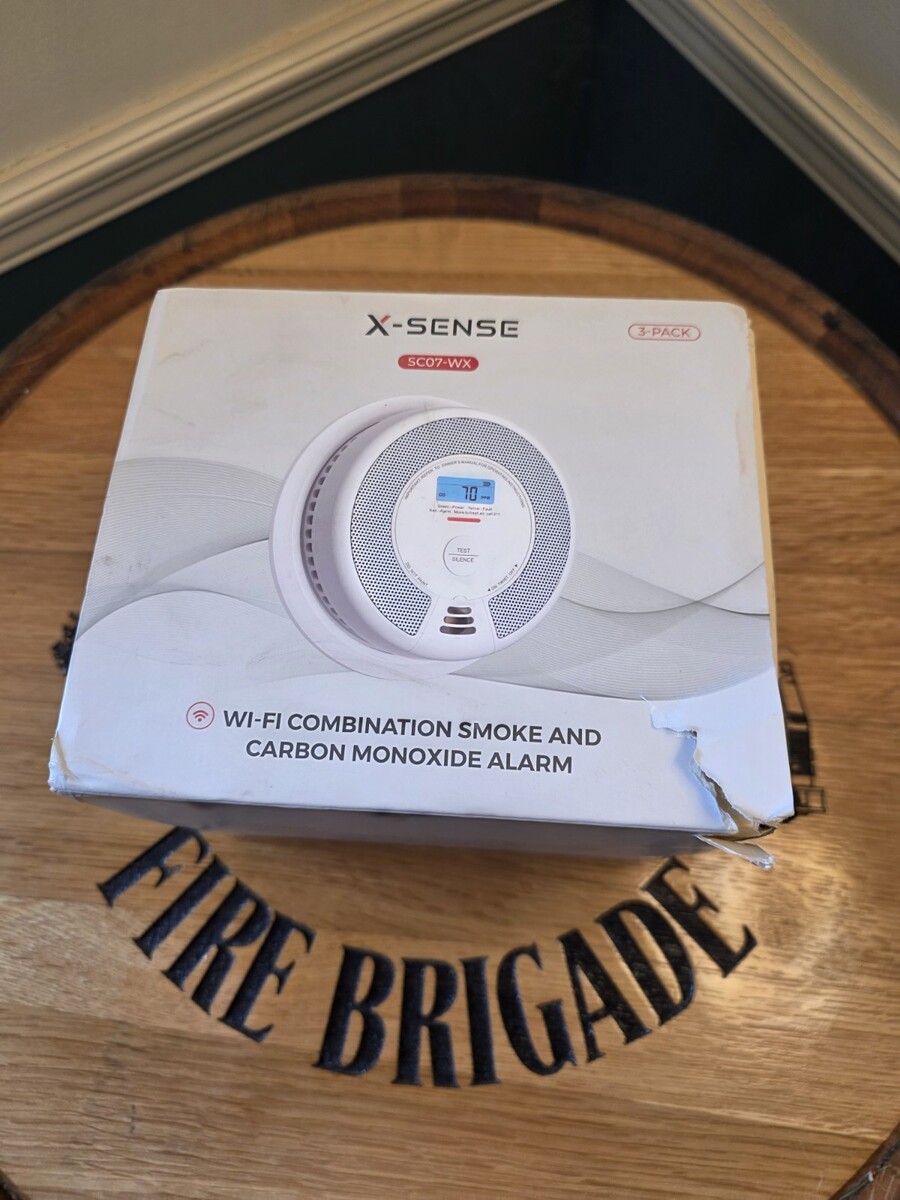 X-SENSE
3-PACK
SC07-WX
70
CO
PPM
TEST
SILENCE
WI-FI COMBINATION SMOKE AND
CARBON MONOXIDE ALARM
FIRE BRIGADE